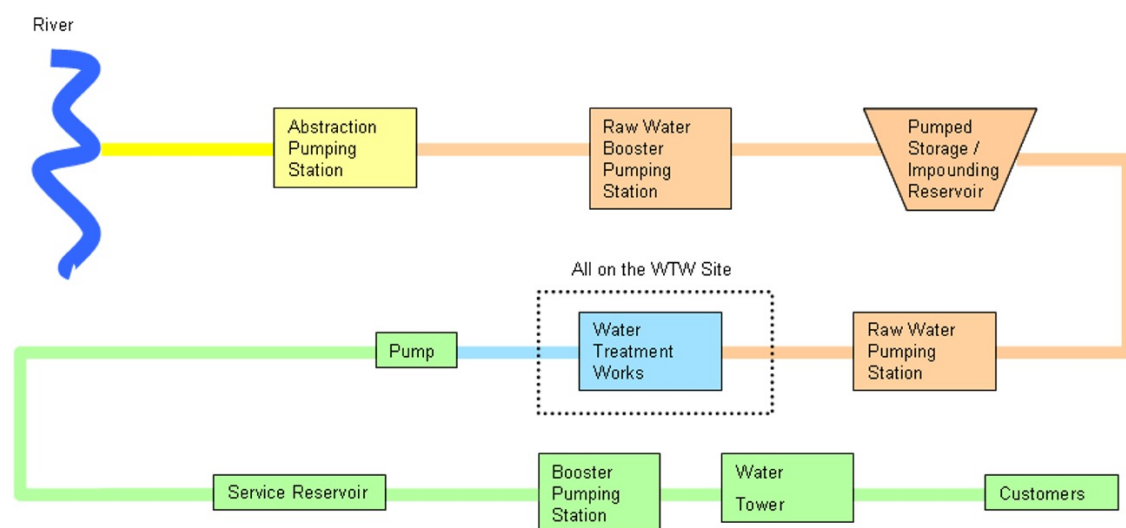 River
Abstraction
Pumping
Station
Raw Water
Booster
Pumping
Station
Pumped
Storage /
Impounding
Reservoir
All on the WTW Site
Pump
Water
Treatment
Works
Raw Water
Pumping
Station
Service Reservoir
Booster
Pumping
Station
Water
Tower
Customers